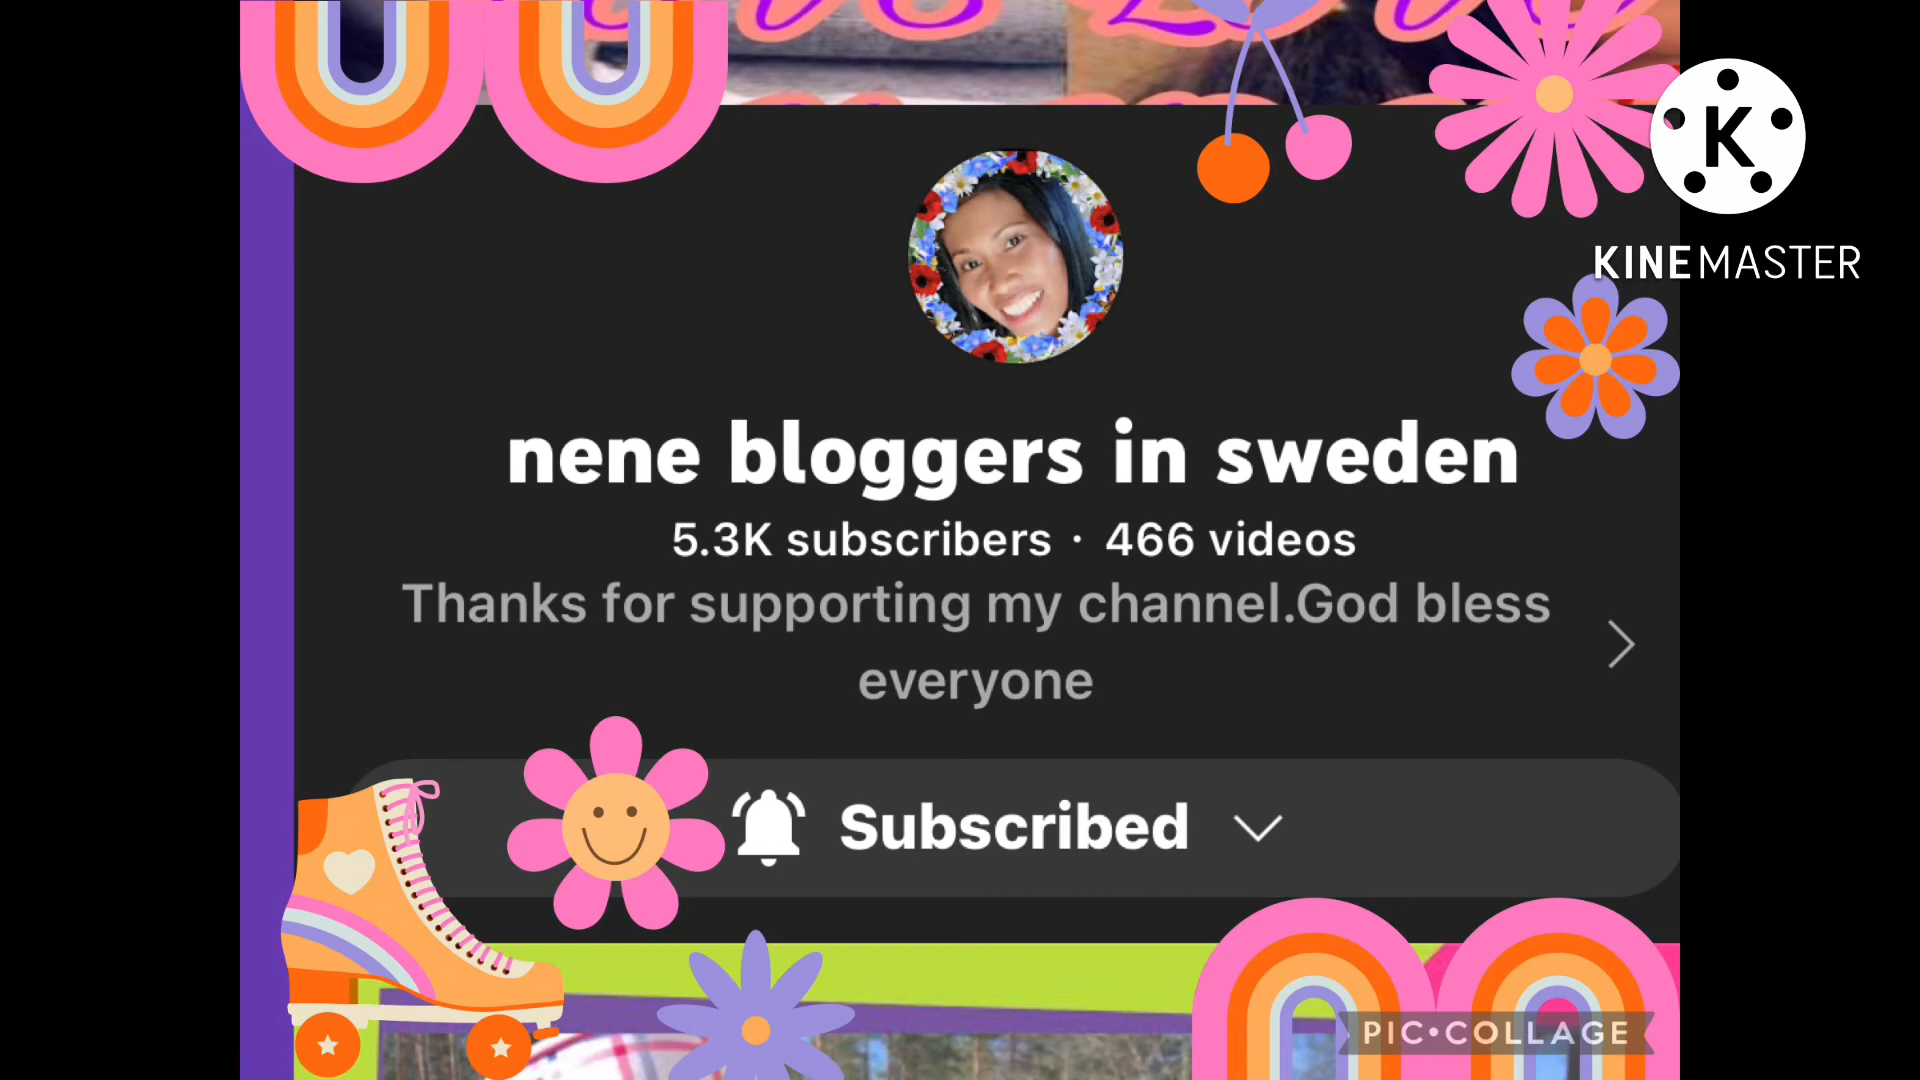 KINEMASTER
nene bloggers in sweden
5.3K subscribers · 466 videos
Thanks for supporting my channel.God bless
everyone
Subscribed
PIC•COLLAGE